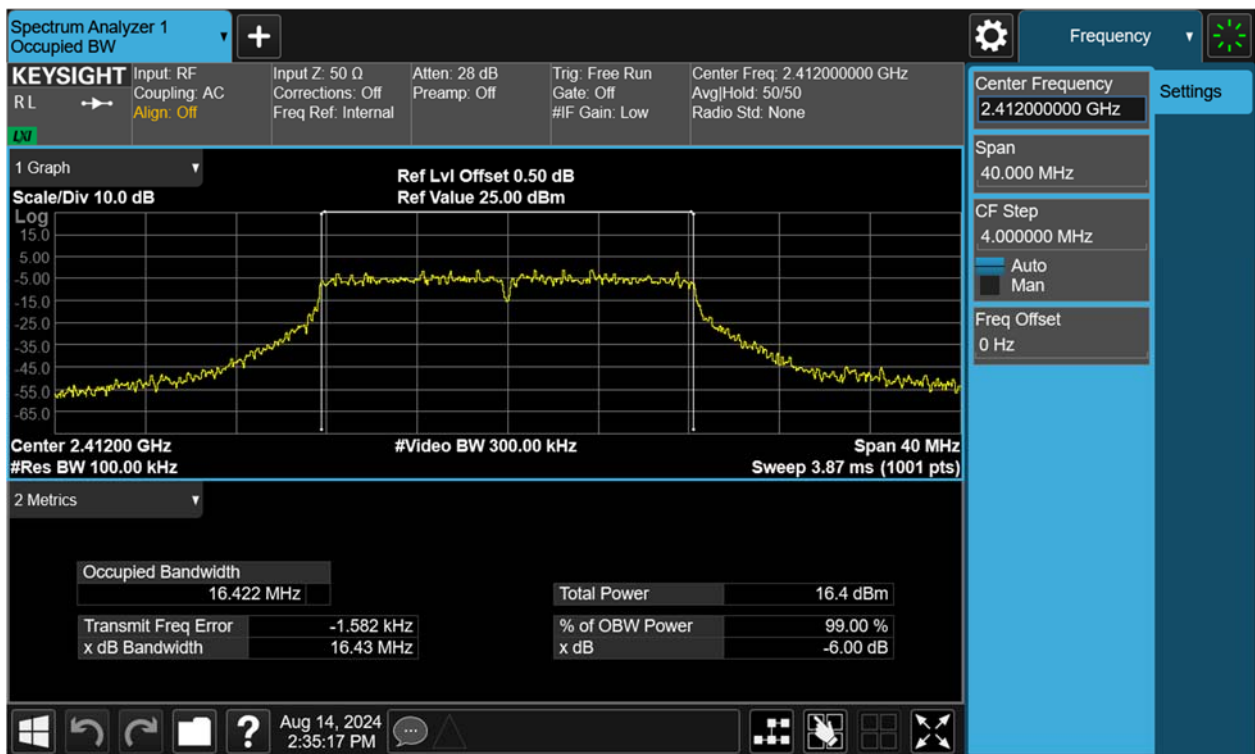 Spectrum Analyzer 1
Occupied BW
+
Frequency
KEYSIGHT
RL
LXI
Input: RF
Coupling: AC
Align: Off
Input Z: 50 Ω
Corrections: Off
Freq Ref: Internal
Atten: 28 dB
Preamp: Off
Trig: Free Run
Gate: Off
#IF Gain: Low
Center Freq: 2.412000000 GHz
Avg|Hold: 50/50
Radio Std: None
Center Frequency
2.412000000 GHz
Settings
Span
40.000 MHz
CF Step
4.000000 MHz
Auto
Man
Freq Offset
0 Hz
1 Graph
Scale/Div 10.0 dB
Ref Lvl Offset 0.50 dB
Ref Value 25.00 dBm
Log
15.0
5.00
-5.00
-15.0
-25.0
-35.0
-45.0
-55.0
-65.0
Center 2.41200 GHz
#Video BW 300.00 kHz
Span 40 MHz
#Res BW 100.00 kHz
Sweep 3.87 ms (1001 pts)
2 Metrics
Occupied Bandwidth
16.422 MHz
Total Power 16.4 dBm
Transmit Freq Error -1.582 kHz
% of OBW Power 99.00 %
x dB Bandwidth 16.43 MHz
x dB -6.00 dB
?
Aug 14, 2024
2:35:17 PM